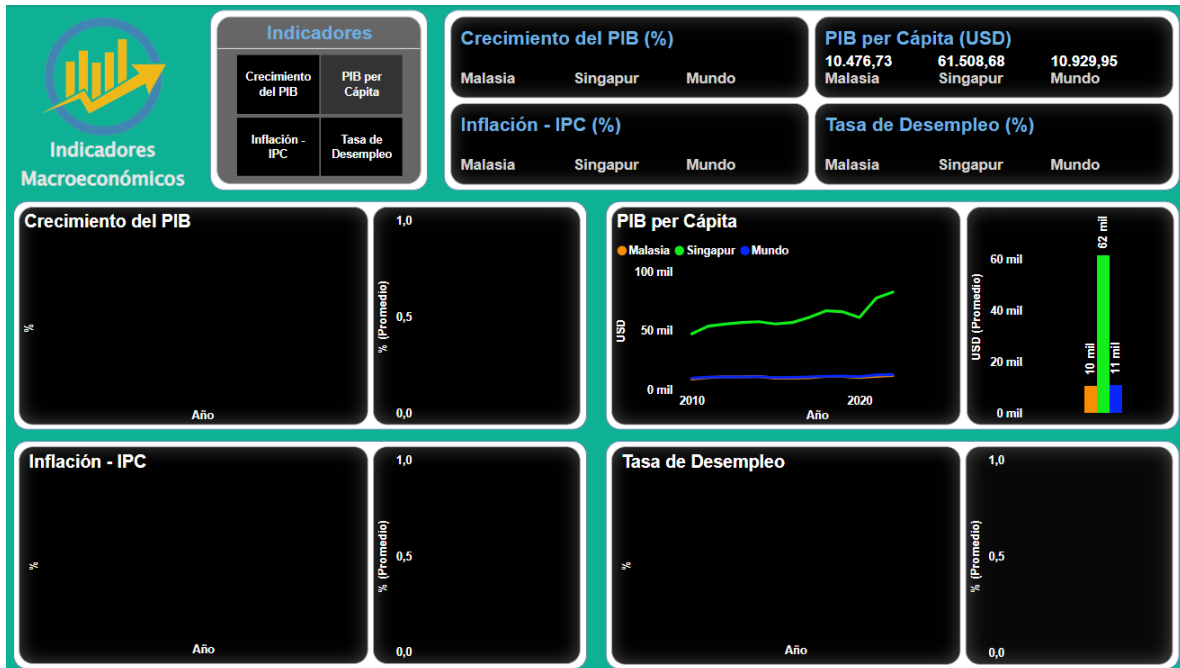 Indicadores
Macroeconómicos
Indicadores
Crecimiento
del PIB
PIB per
Cápita
Inflación -
IPC
Tasa de
Desempleo
Crecimiento del PIB (%)
Malasia Singapur Mundo
PIB per Cápita (USD)
10.476,73 61.508,68 10.929,95
Malasia Singapur Mundo
Inflación - IPC (%)
Malasia Singapur Mundo
Tasa de Desempleo (%)
Malasia Singapur Mundo
Crecimiento del PIB
%
Año
1,0
0,5
0,0
% (Promedio)
PIB per Cápita
Malasia Singapur Mundo
100 mil
50 mil
0 mil
USD
2010 2020
Año
60 mil
40 mil
20 mil
0 mil
USD (Promedio)
10 mil
62 mil
11 mil
Inflación - IPC
%
Año
1,0
0,5
0,0
% (Promedio)
Tasa de Desempleo
%
Año
1,0
0,5
0,0
% (Promedio)